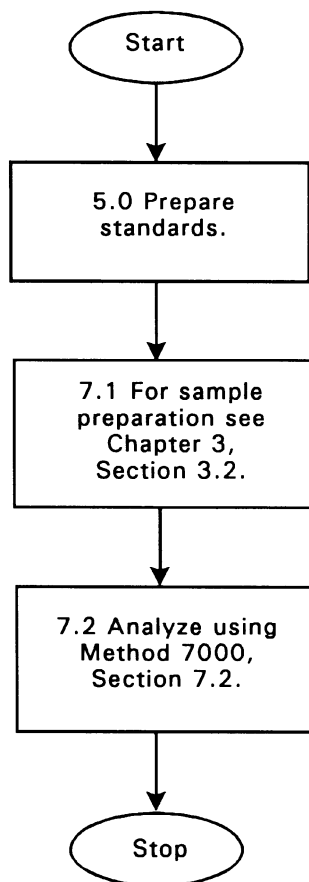 Start
5.0 Prepare
standards.
7.1 For sample
preparation see
Chapter 3,
Section 3.2.
7.2 Analyze using
Method 7000,
Section 7.2.
Stop